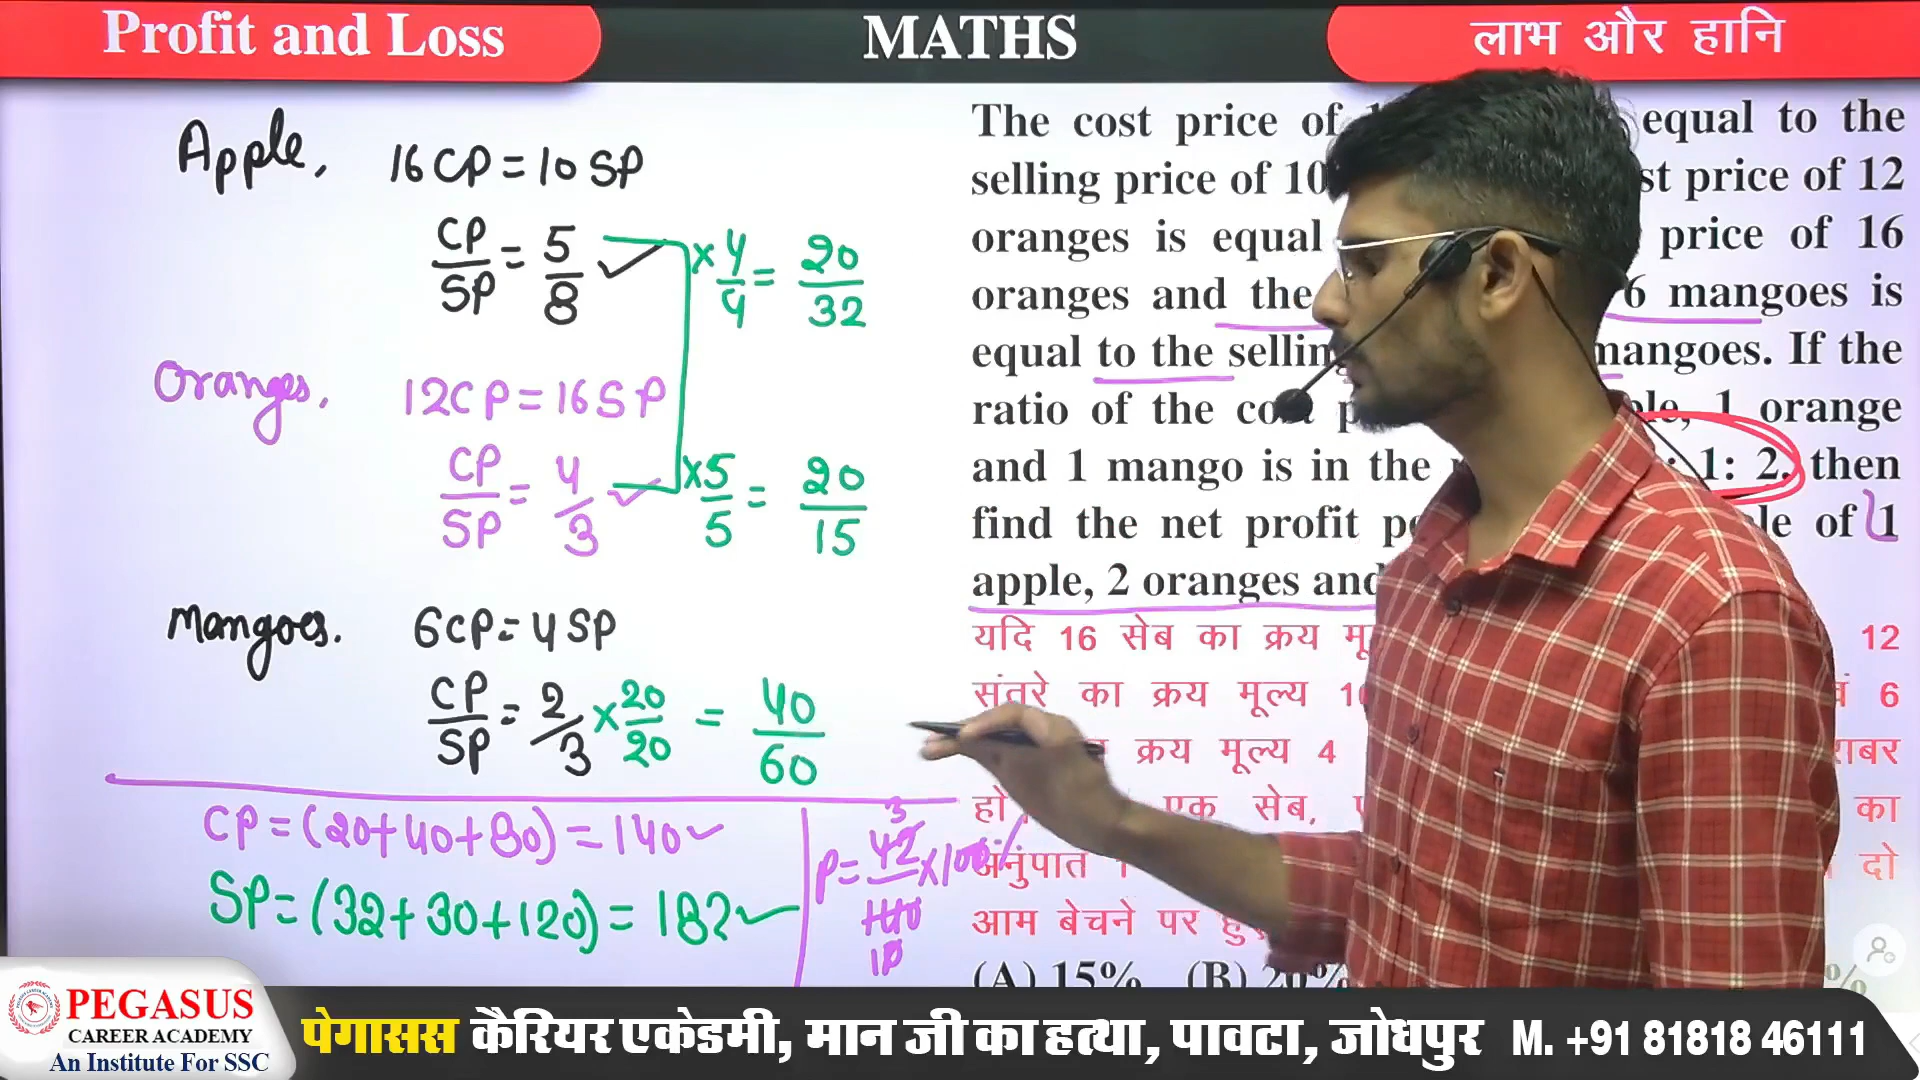 Profit and Loss
MATHS
लाभ और हानि
Apple, 16CP = 10SP
CP/SP = 5/8 ✓ × 4/4 = 20/32
Oranges, 12CP = 16SP
CP/SP = 4/3 ✓ × 5/5 = 20/15
Mangoes. 6CP = 4SP
CP/SP = 2/3 × 20/20 = 40/60
CP = (20+40+80) = 140 ✓
SP = (32+30+120) = 182 ✓
3
P = 42/140 × 100%
10
The cost price of equal to the
selling price of 10 price of 12
oranges is equal price of 16
oranges and the 6 mangoes is
equal to the mangoes. If the
ratio of the 1 orange
and 1 mango is in the 1: 2. then
find the net profit of 1
apple, 2 oranges and
यदि 16 सेब का क्रय 12
संतरे का क्रय मूल्य 6
क्रय मूल्य 4
हो एक सेब, का
अनुपात 1 दो
आम बेचने पर
(A) 15% (B) 20% %
PEGASUS
CAREER ACADEMY
An Institute For SSC
पेगासस कैरियर एकेडमी, मान जी का हत्था, पावटा, जोधपुर M. +91 81818 46111